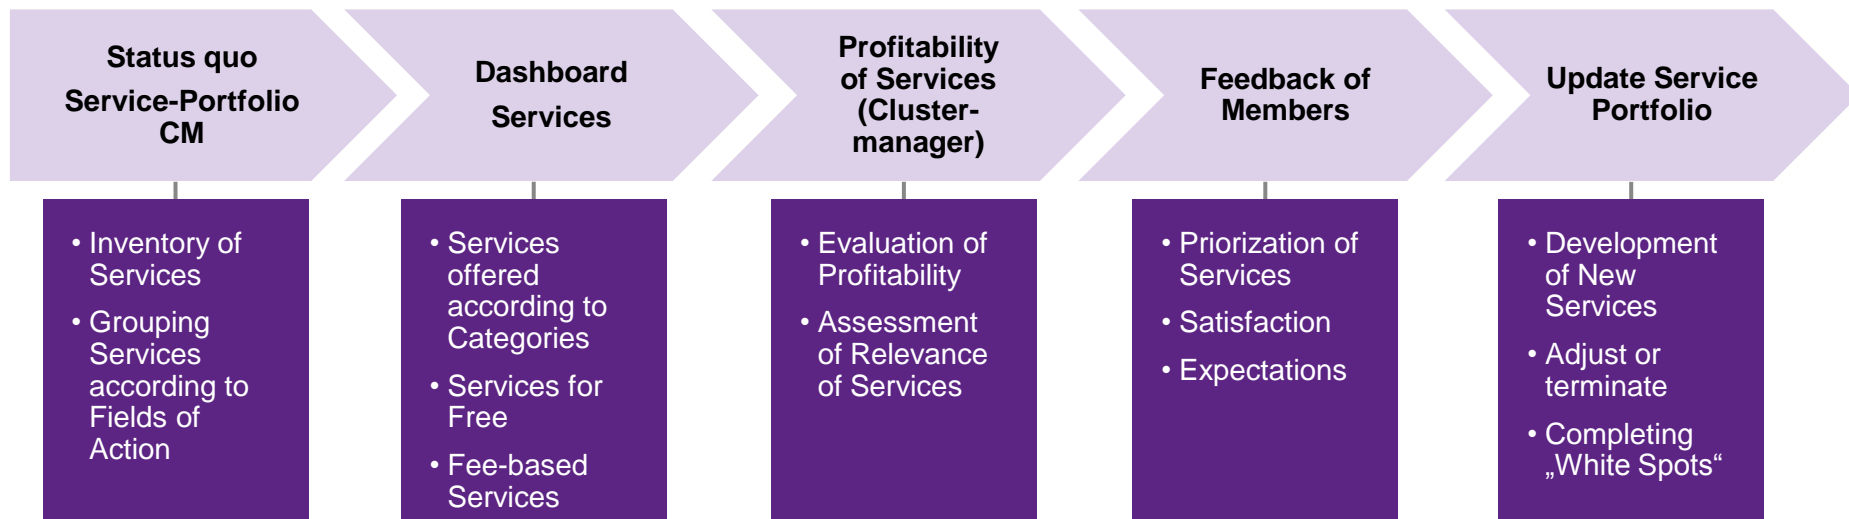 Status quo
Service-Portfolio
CM
Dashboard
Services
Profitability
of Services
(Cluster-
manager)
Feedback of
Members
Update Service
Portfolio
• Inventory of
Services
• Grouping
Services
according to
Fields of
Action
• Services
offered
according to
Categories
• Services for
Free
• Fee-based
Services
• Evaluation of
Profitability
• Assessment
of Relevance
of Services
• Priorization of
Services
• Satisfaction
• Expectations
• Development
of New
Services
• Adjust or
terminate
• Completing
„White Spots“